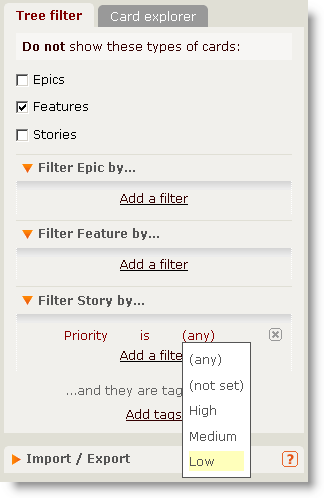 Tree filter Card explorer
Do not show these types of cards:
Epics
Features
Stories
Filter Epic by...
Add a filter
Filter Feature by...
Add a filter
Filter Story by...
Priority is (any)
Add a filte
(any)
...and they are tag
(not set)
Add tags
High
Medium
Low
Import / Export ?